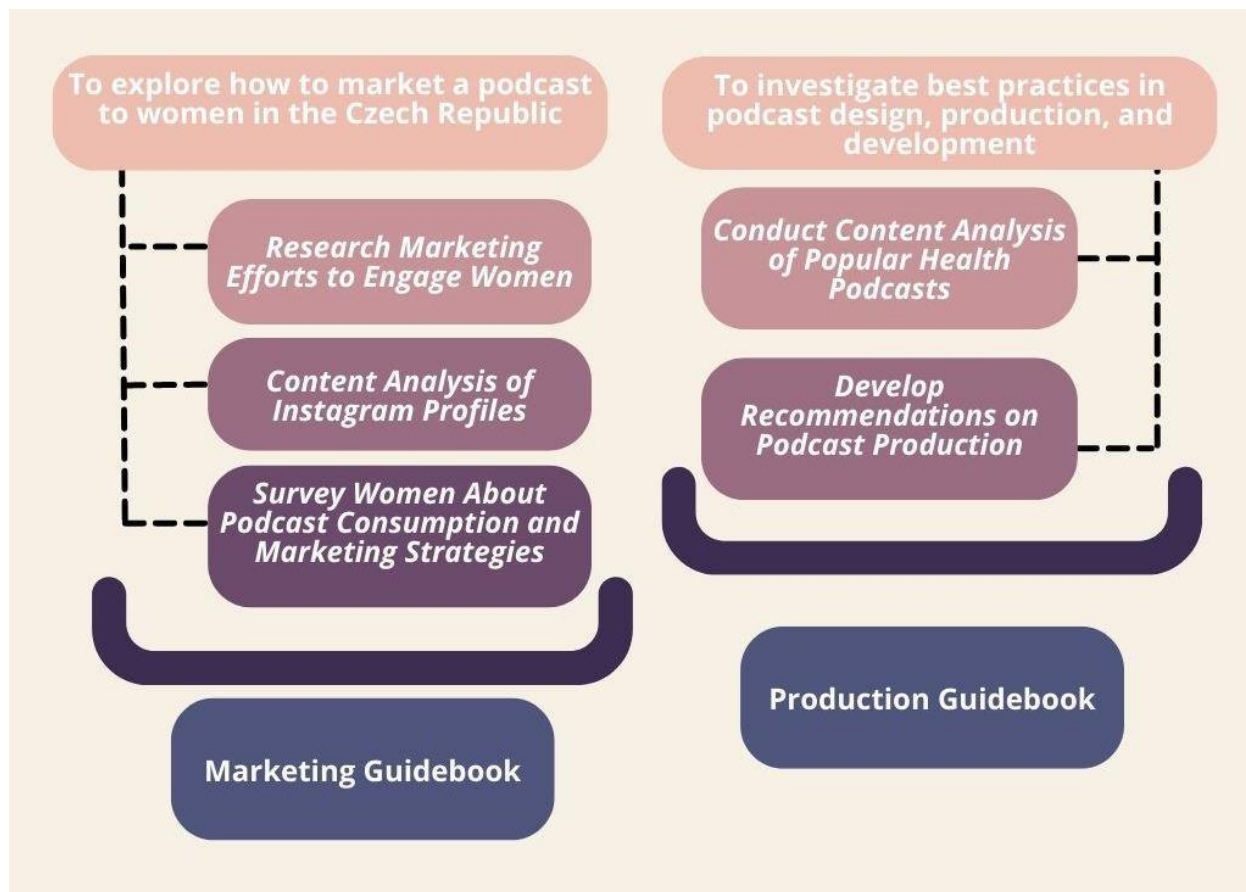 To explore how to market a podcast
to women in the Czech Republic
Research Marketing
Efforts to Engage Women
Content Analysis of
Instagram Profiles
Survey Women About
Podcast Consumption and
Marketing Strategies
Marketing Guidebook
To investigate best practices in
podcast design, production, and
development
Conduct Content Analysis
of Popular Health
Podcasts
Develop
Recommendations on
Podcast Production
Production Guidebook